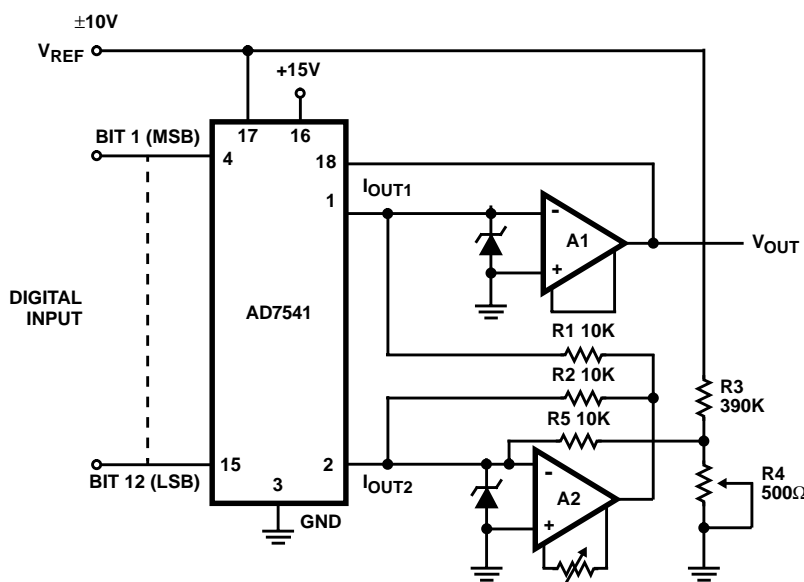 ±10V
VREF
+15V
BIT 1 (MSB)
17
16
4
18
IOUT1
1
-
A1
+
VOUT
DIGITAL
INPUT
AD7541
R1 10K
R2 10K
R3
390K
R5 10K
15
2
BIT 12 (LSB)
IOUT2
3
GND
-
A2
+
R4
500Ω